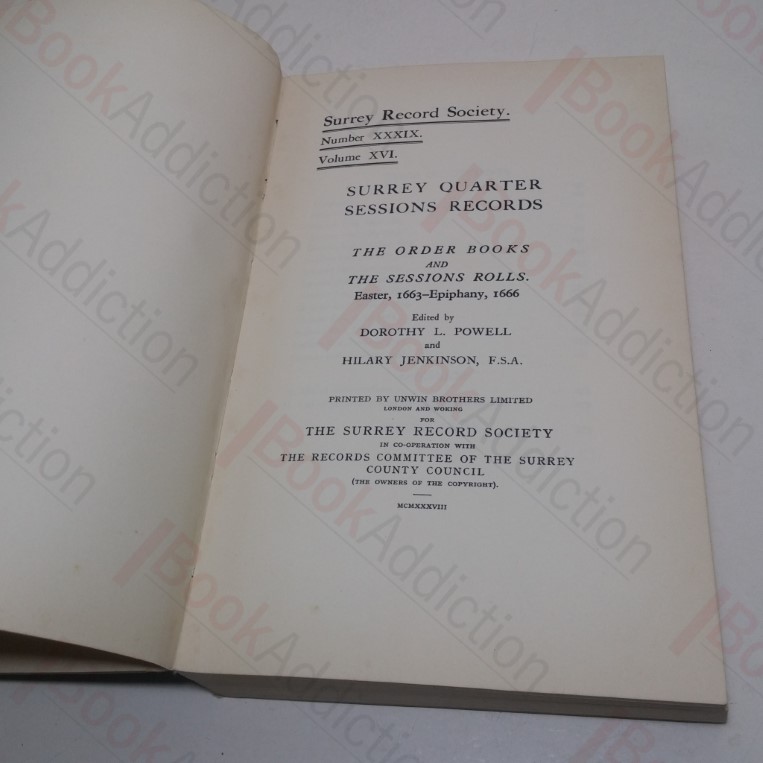 Surrey Record Society.
Number XXXIX.
Volume XVI.
SURREY QUARTER
SESSIONS RECORDS
THE ORDER BOOKS
AND
THE SESSIONS ROLLS.
Easter, 1663–Epiphany, 1666
Edited by
DOROTHY L. POWELL
and
HILARY JENKINSON, F.S.A.
PRINTED BY UNWIN BROTHERS LIMITED
LONDON AND WOKING
FOR
THE SURREY RECORD SOCIETY
IN CO-OPERATION WITH
THE RECORDS COMMITTEE OF THE SURREY
COUNTY COUNCIL
(THE OWNERS OF THE COPYRIGHT).
MCMXXXVIII
BookAddiction